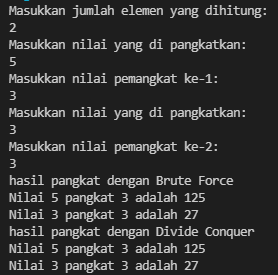 Masukkan jumlah elemen yang dihitung:
2
Masukkan nilai yang di pangkatkan:
5
Masukkan nilai pemangkat ke-1:
3
Masukkan nilai yang di pangkatkan:
3
Masukkan nilai pemangkat ke-2:
3
hasil pangkat dengan Brute Force
Nilai 5 pangkat 3 adalah 125
Nilai 3 pangkat 3 adalah 27
hasil pangkat dengan Divide Conquer
Nilai 5 pangkat 3 adalah 125
Nilai 3 pangkat 3 adalah 27